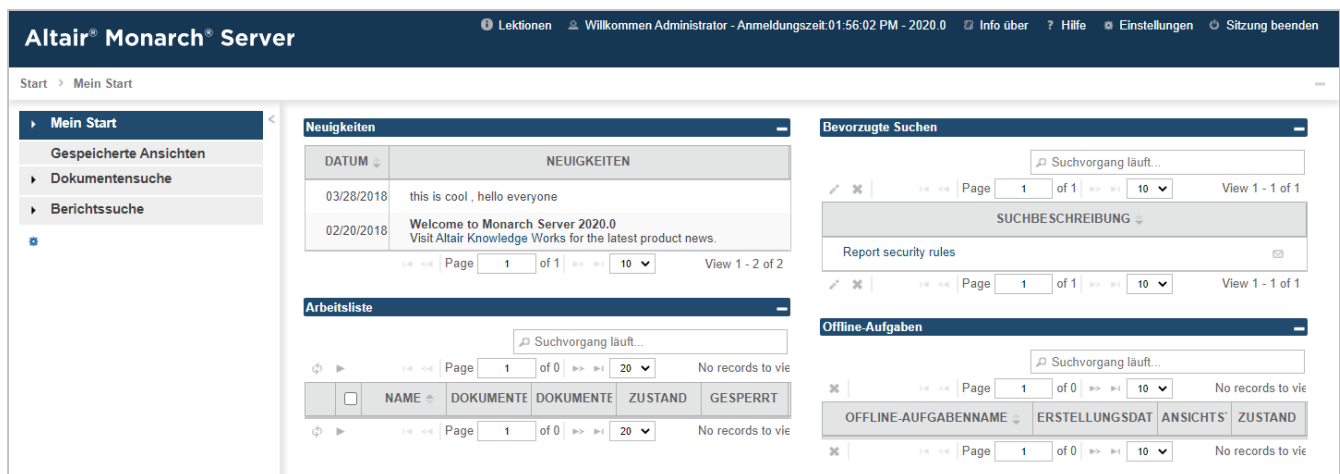 Altair® Monarch® Server
Lektionen Willkommen Administrator - Anmeldungszeit:01:56:02 PM - 2020.0 Info über ? Hilfe Einstellungen Sitzung beenden
Start > Mein Start
Mein Start
Gespeicherte Ansichten
Dokumentensuche
Berichtssuche
Neuigkeiten
DATUM NEUIGKEITEN
03/28/2018 this is cool , hello everyone
02/20/2018 Welcome to Monarch Server 2020.0
Visit Altair Knowledge Works for the latest product news.
Page 1 of 1 10 View 1 - 2 of 2
Arbeitsliste
Suchvorgang läuft...
Page 1 of 0 20 No records to vie
NAME DOKUMENTE DOKUMENTE ZUSTAND GESPERRT
Page 1 of 0 20 No records to vie
Bevorzugte Suchen
Suchvorgang läuft...
Page 1 of 1 10 View 1 - 1 of 1
SUCHBESCHREIBUNG
Report security rules
Page 1 of 1 10 View 1 - 1 of 1
Offline-Aufgaben
Suchvorgang läuft...
Page 1 of 0 10 No records to vie
OFFLINE-AUFGABENNAME ERSTELLUNGSDAT ANSICHTS ZUSTAND
Page 1 of 0 10 No records to vie